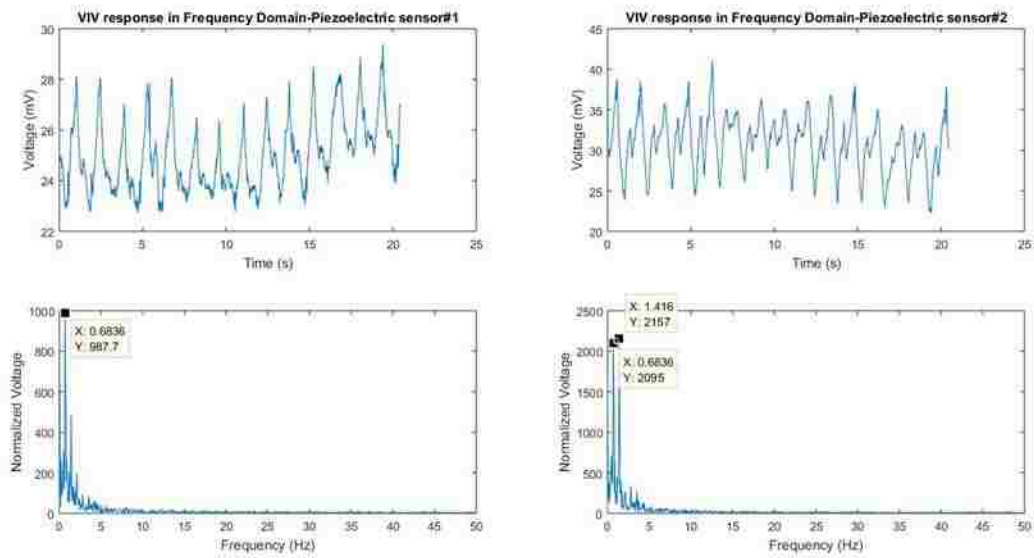 VIV response in Frequency Domain-Piezoelectric sensor#1
30
28
26
24
22
Voltage (mV)
0 5 10 15 20 25
Time (s)
VIV response in Frequency Domain-Piezoelectric sensor#2
45
40
35
30
25
20
Voltage (mV)
0 5 10 15 20 25
Time (s)
1000
800
600
400
200
0
Normalized Voltage
X: 0.6836
Y: 987.7
0 5 10 15 20 25 30 35 40 45 50
Frequency (Hz)
2500
2000
1500
1000
500
0
Normalized Voltage
X: 1.416
Y: 2157
X: 0.6836
Y: 2095
0 5 10 15 20 25 30 35 40 45 50
Frequency (Hz)